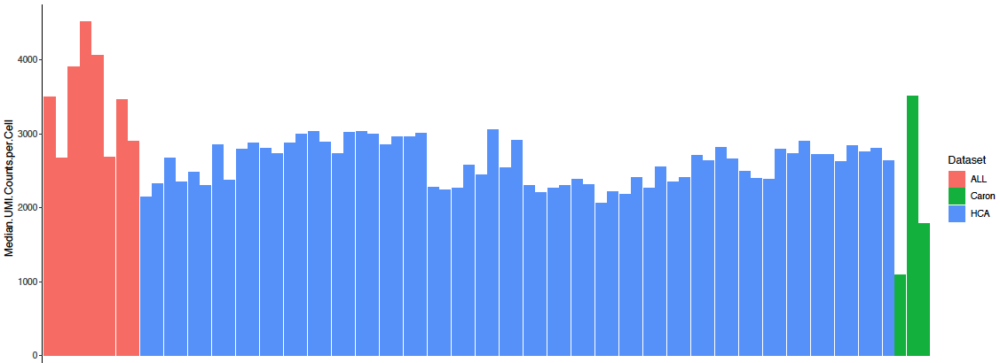 Median.UMI.Counts.per.Cell
4000
3000
2000
1000
0
Dataset
ALL
Caron
HCA